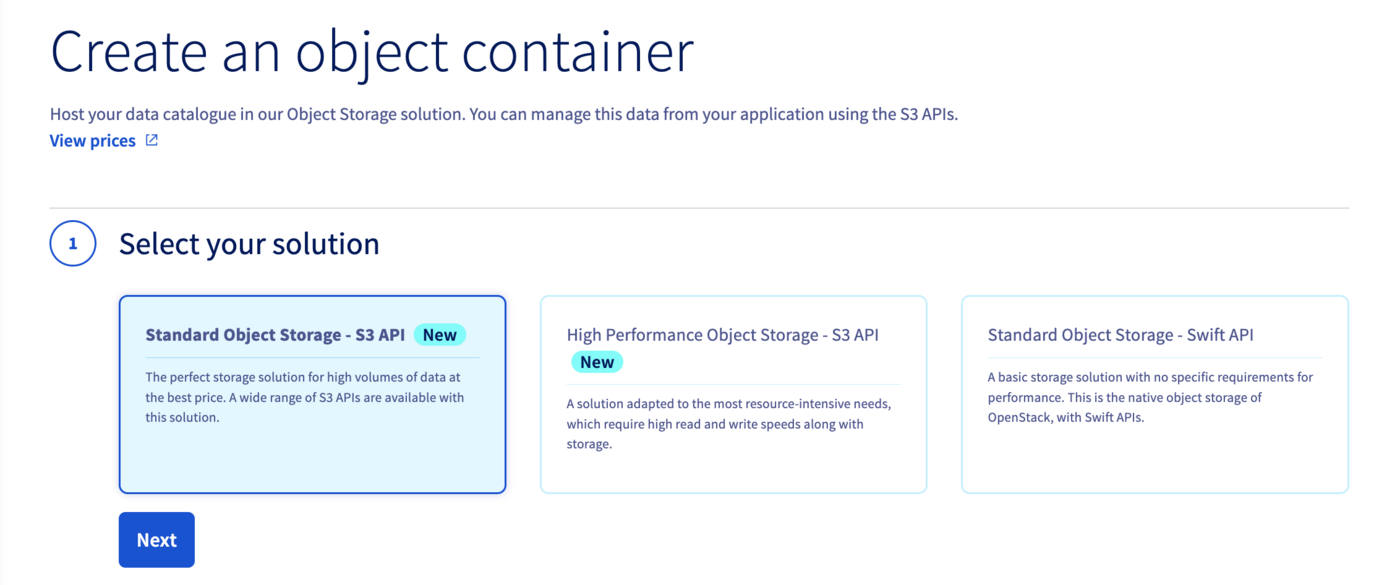 Create an object container
Host your data catalogue in our Object Storage solution. You can manage this data from your application using the S3 APIs.
View prices
1
Select your solution
Standard Object Storage - S3 API New
The perfect storage solution for high volumes of data at
the best price. A wide range of S3 APIs are available with
this solution.
High Performance Object Storage - S3 API
New
A solution adapted to the most resource-intensive needs,
which require high read and write speeds along with
storage.
Standard Object Storage - Swift API
A basic storage solution with no specific requirements for
performance. This is the native object storage of
OpenStack, with Swift APIs.
Next